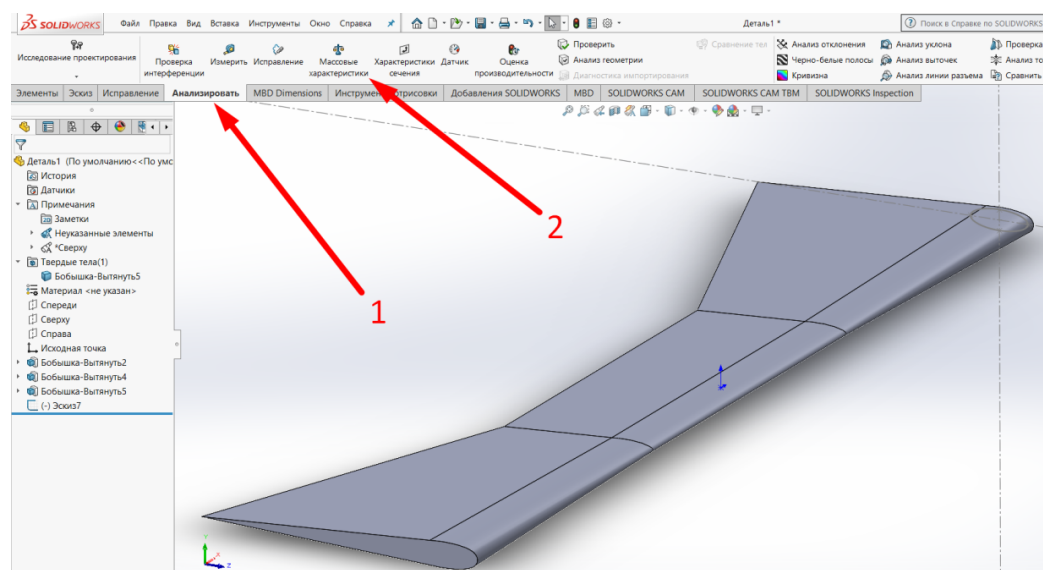 SOLIDWORKS Файл Правка Вид Вставка Инструменты Окно Справка Деталь1 * Поиск в Справке по SOLIDWORKS
Исследование проектирования
Проверка интерференции
Измерить
Исправление
Массовые характеристики
Характеристики сечения
Датчик
Оценка производительности
Проверить
Анализ геометрии
Диагностика импортирования
Сравнение тел
Анализ отклонения
Черно-белые полосы
Кривизна
Анализ уклона
Анализ выточек
Анализ линии разъема
Проверка
Сравнить
Элементы Эскиз Исправление Анализировать MBD Dimensions Добавления SOLIDWORKS MBD SOLIDWORKS CAM SOLIDWORKS CAM TBM SOLIDWORKS Inspection
Деталь1 (По умолчанию<<По умс
История
Датчики
Примечания
Заметки
Неуказанные элементы
*Сверху
Твердые тела(1)
Бобышка-Вытянуть5
Материал <не указан>
Спереди
Сверху
Справа
Исходная точка
Бобышка-Вытянуть2
Бобышка-Вытянуть4
Бобышка-Вытянуть5
(-) Эскиз7
1
2
Y
X
Z